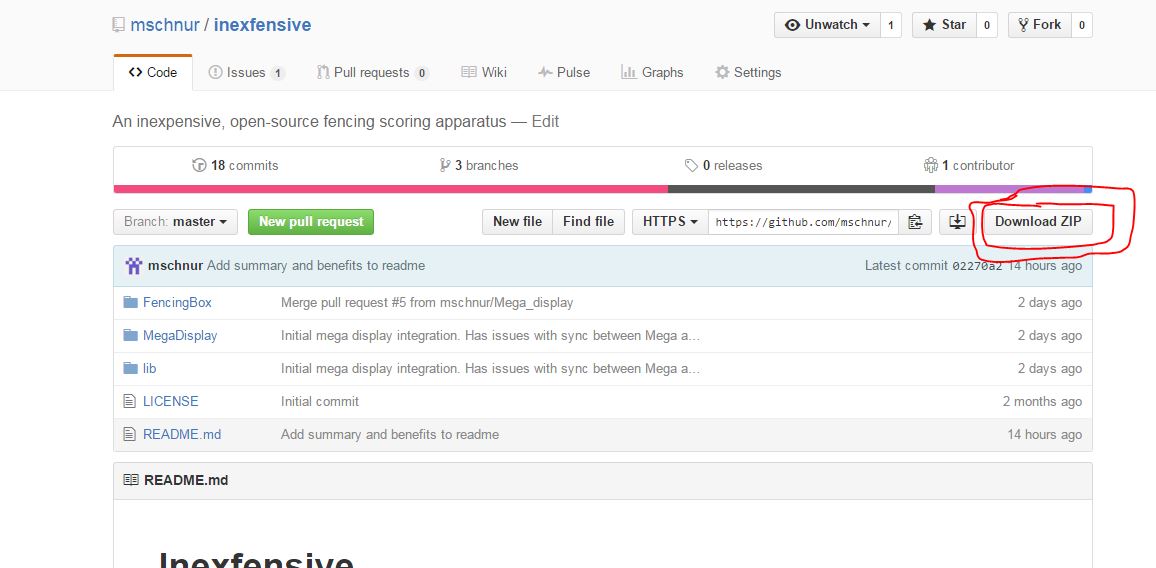 mschnur / inexfensive Unwatch 1 Star 0 Fork 0
Code Issues 1 Pull requests 0 Wiki Pulse Graphs Settings
An inexpensive, open-source fencing scoring apparatus — Edit
18 commits 3 branches 0 releases 1 contributor
Branch: master New pull request New file Find file HTTPS https://github.com/mschnur/ Download ZIP
mschnur Add summary and benefits to readme Latest commit 02270a2 14 hours ago
FencingBox Merge pull request #5 from mschnur/Mega_display 2 days ago
MegaDisplay Initial mega display integration. Has issues with sync between Mega a… 2 days ago
lib Initial mega display integration. Has issues with sync between Mega a… 2 days ago
LICENSE Initial commit 2 months ago
README.md Add summary and benefits to readme 14 hours ago
README.md
Inexfensive